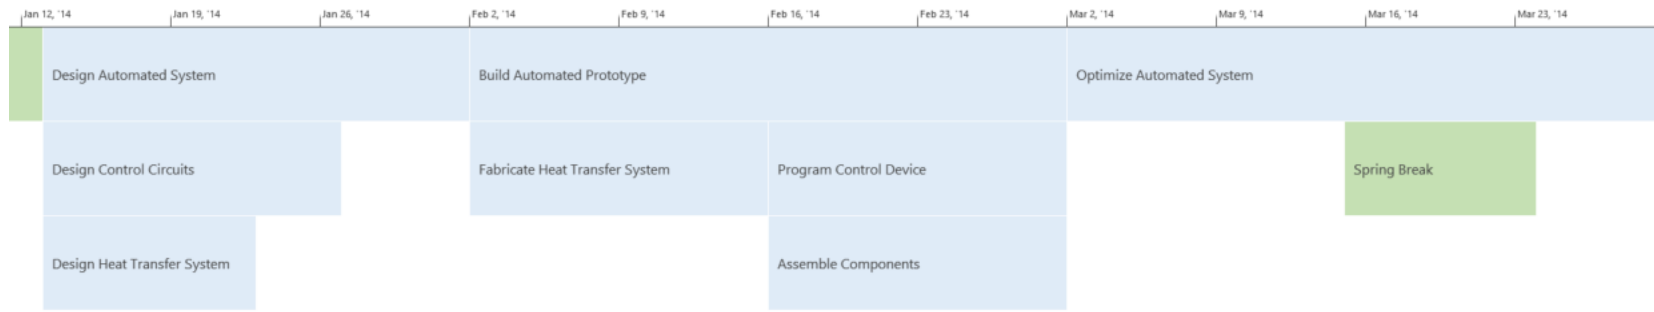 Jan 12, '14 Jan 19, '14 Jan 26, '14 Feb 2, '14 Feb 9, '14 Feb 16, '14 Feb 23, '14 Mar 2, '14 Mar 9, '14 Mar 16, '14 Mar 23, '14
Design Automated System Build Automated Prototype Optimize Automated System
Design Control Circuits Fabricate Heat Transfer System Program Control Device Spring Break
Design Heat Transfer System Assemble Components